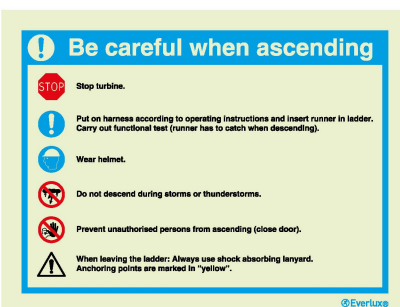 Be careful when ascending
STOP
Stop turbine.
Put on harness according to operating instructions and insert runner in ladder.
Carry out functional test (runner has to catch when descending).
Wear helmet.
Do not descend during storms or thunderstorms.
Prevent unauthorised persons from ascending (close door).
When leaving the ladder: Always use shock absorbing lanyard.
Anchoring points are marked in "yellow".
Everlux®